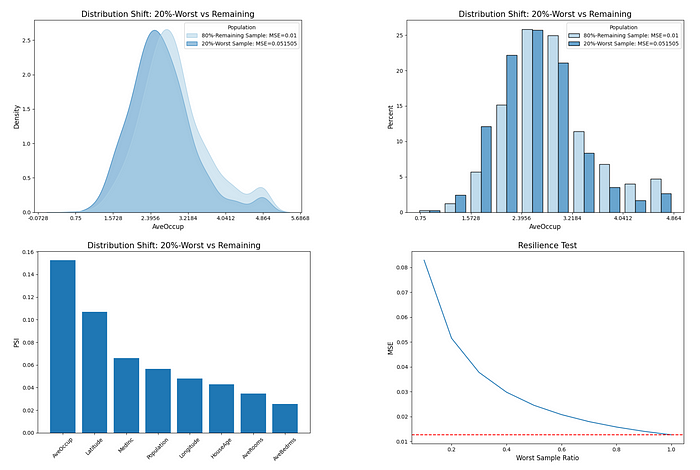 Distribution Shift: 20%-Worst vs Remaining
Population
80%-Remaining Sample: MSE=0.01
20%-Worst Sample: MSE=0.051505
Density
2.5
2.0
1.5
1.0
0.5
0.0
-0.0728 0.75 1.5728 2.3956 3.2184 4.0412 4.864 5.6868
AveOccup
Distribution Shift: 20%-Worst vs Remaining
Population
80%-Remaining Sample: MSE=0.01
20%-Worst Sample: MSE=0.051505
Percent
25
20
15
10
5
0
0.75 1.5728 2.3956 3.2184 4.0412 4.864
AveOccup
Distribution Shift: 20%-Worst vs Remaining
PSI
0.16
0.14
0.12
0.10
0.08
0.06
0.04
0.02
0.00
AveOccup Latitude MedInc Population Longitude HouseAge AveRooms AveBedrms
Resilience Test
MSE
0.08
0.07
0.06
0.05
0.04
0.03
0.02
0.01
0.2 0.4 0.6 0.8 1.0
Worst Sample Ratio